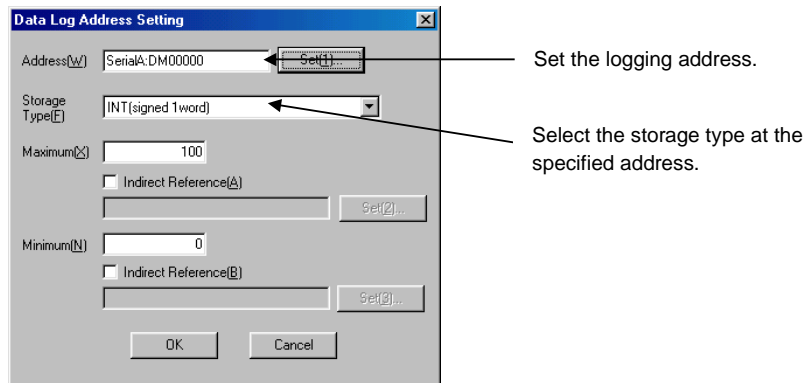 Data Log Address Setting
Address(W) SerialA:DM00000 Set(1)...
Set the logging address.
Storage
Type(F) INT(signed 1word)
Select the storage type at the
specified address.
Maximum(X) 100
Indirect Reference(A)
Set(2)...
Minimum(N) 0
Indirect Reference(B)
Set(3)...
OK Cancel